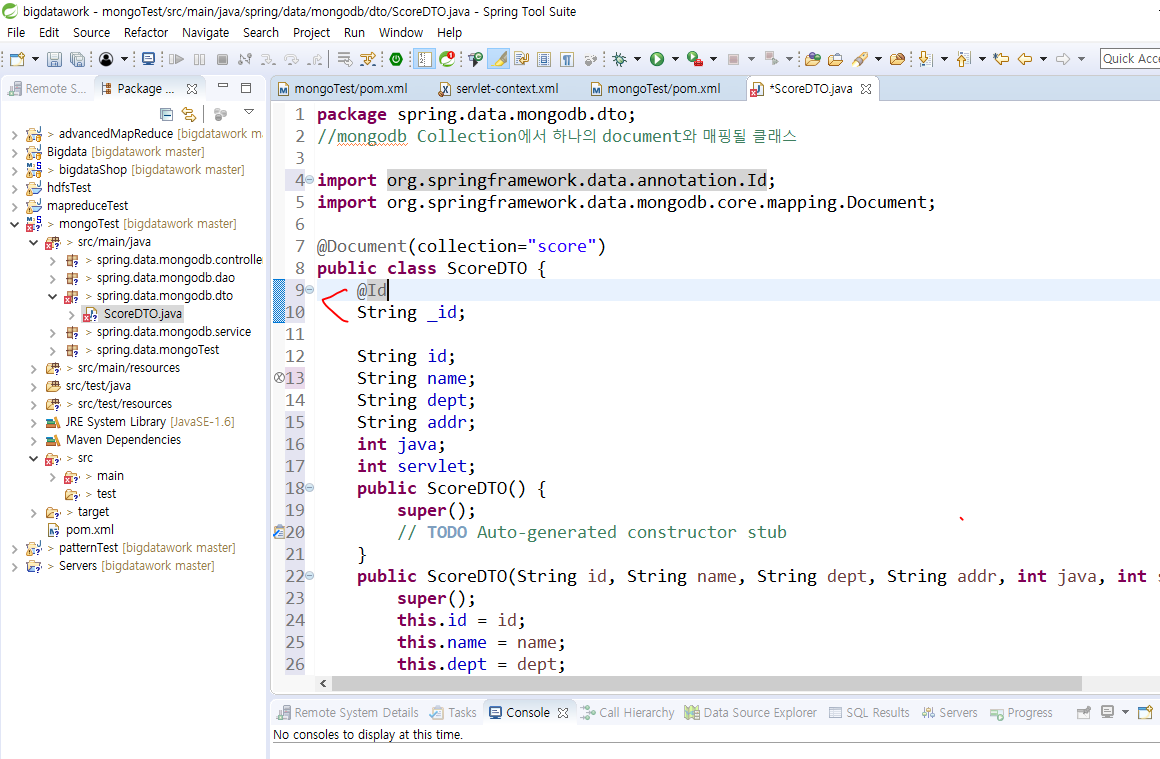 bigdatawork - mongoTest/src/main/java/spring/data/mongodb/dto/ScoreDTO.java - Spring Tool Suite
File Edit Source Refactor Navigate Search Project Run Window Help
Quick Acce
Remote S... Package ...
mongoTest/pom.xml servlet-context.xml mongoTest/pom.xml *ScoreDTO.java
> advancedMapReduce [bigdatawork m
Bigdata [bigdatawork master]
> bigdataShop [bigdatawork master]
hdfsTest
mapreduceTest
> mongoTest [bigdatawork master]
> src/main/java
> spring.data.mongodb.controlle
> spring.data.mongodb.dao
> spring.data.mongodb.dto
ScoreDTO.java
> spring.data.mongodb.service
> spring.data.mongoTest
> src/main/resources
src/test/java
> src/test/resources
JRE System Library [JavaSE-1.6]
Maven Dependencies
> src
> main
> test
> target
pom.xml
> patternTest [bigdatawork master]
> Servers [bigdatawork master]
1 package spring.data.mongodb.dto;
2 //mongodb Collection에서 하나의 document와 매핑될 클래스
3
4 import org.springframework.data.annotation.Id;
5 import org.springframework.data.mongodb.core.mapping.Document;
6
7 @Document(collection="score")
8 public class ScoreDTO {
9 @Id
10 String _id;
11
12 String id;
13 String name;
14 String dept;
15 String addr;
16 int java;
17 int servlet;
18 public ScoreDTO() {
19 super();
20 // TODO Auto-generated constructor stub
21 }
22 public ScoreDTO(String id, String name, String dept, String addr, int java, int s
23 super();
24 this.id = id;
25 this.name = name;
26 this.dept = dept;
Remote System Details Tasks Console Call Hierarchy Data Source Explorer SQL Results Servers Progress
No consoles to display at this time.